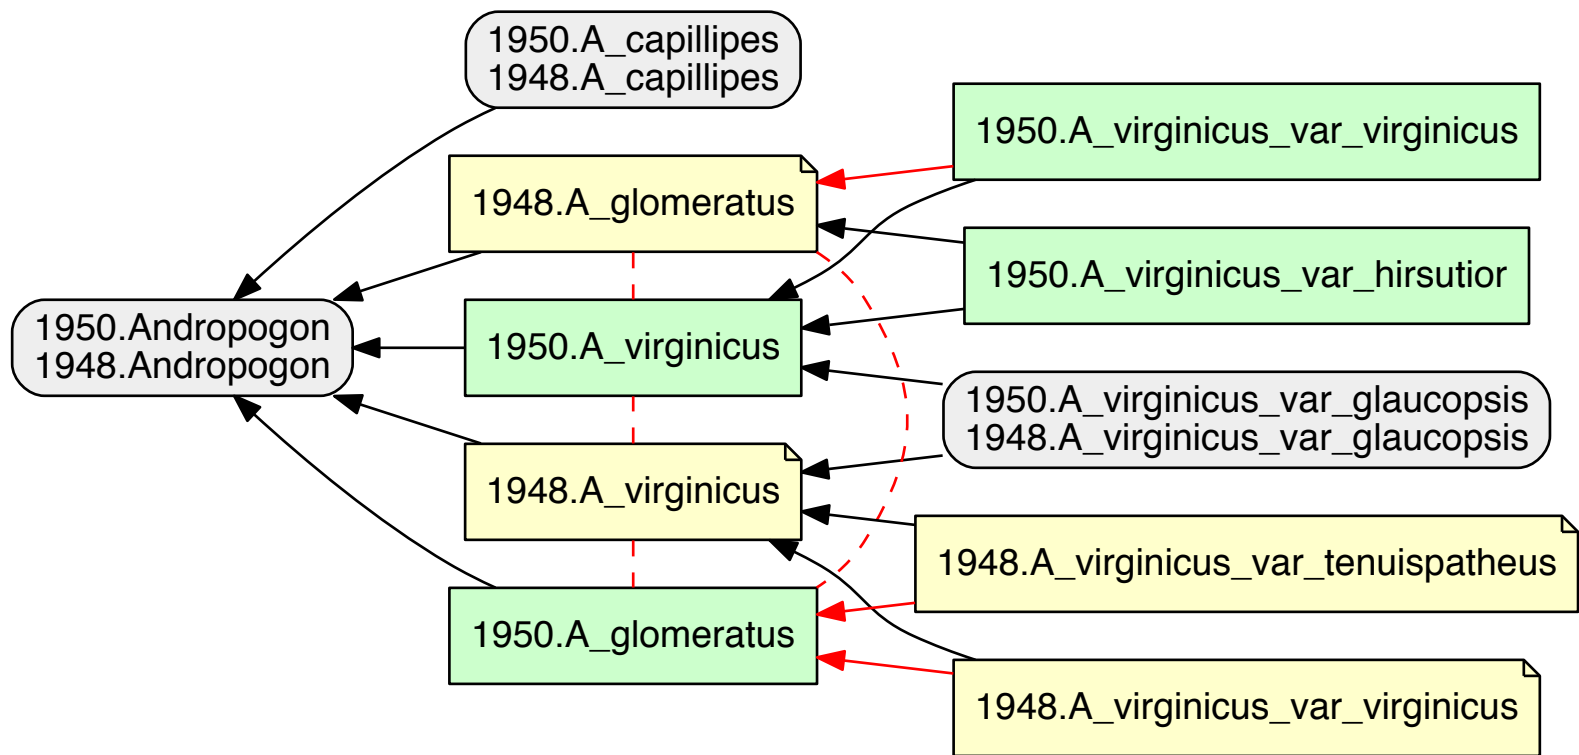 1950.A_capillipes
1948.A_capillipes
1950.A_virginicus_var_virginicus
1948.A_glomeratus
1950.A_virginicus_var_hirsutior
1950.Andropogon
1948.Andropogon
1950.A_virginicus
1950.A_virginicus_var_glaucopsis
1948.A_virginicus_var_glaucopsis
1948.A_virginicus
1948.A_virginicus_var_tenuispatheus
1950.A_glomeratus
1948.A_virginicus_var_virginicus